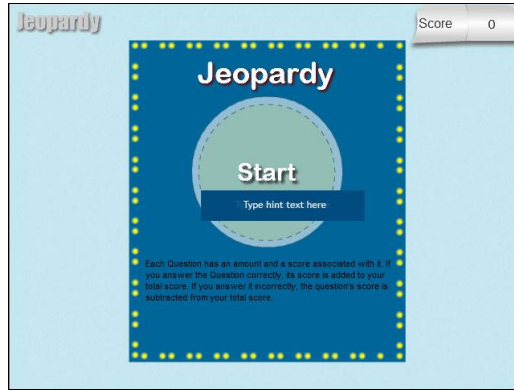 Jeopardy
Score 0
Jeopardy
Start
Type hint text here
Each Question has an amount and a score associated with it. If
you answer the Question correctly, its score is added to your
total score. If you answer it incorrectly, the question's score is
subtracted from your total score.